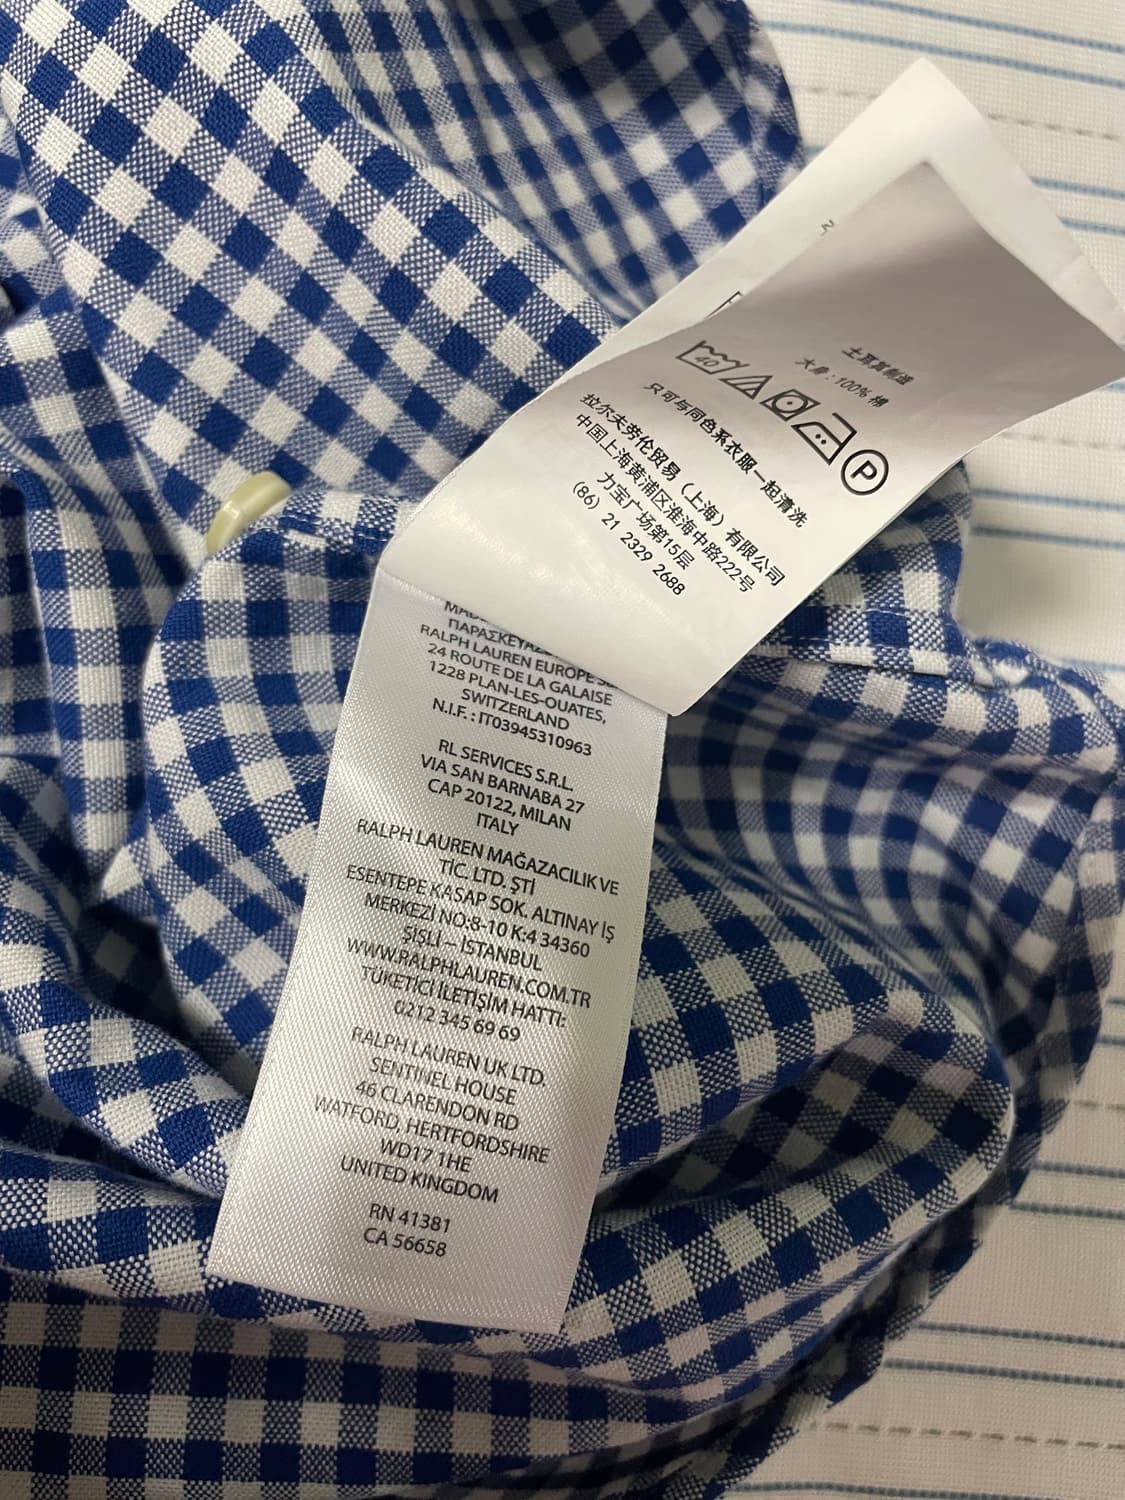 土耳其制造
大身：100% 棉
40
P
只可与同色系衣服一起清洗
拉尔夫劳伦贸易（上海）有限公司
中国上海黄浦区淮海中路222号
力宝广场第15层
(86) 21 2329 2688
RALPH LAUREN EUROPE
24 ROUTE DE LA GALAISE
1228 PLAN-LES-OUATES,
SWITZERLAND
N.I.F. : IT03945310963
RL SERVICES S.R.L.
VIA SAN BARNABA 27
CAP 20122, MILAN
ITALY
RALPH LAUREN MAĞAZACILIK VE
TİC. LTD. ŞTİ
ESENTEPE KASAP SOK. ALTINAY İŞ
MERKEZİ NO:8-10 K:4 34360
ŞİŞLİ – İSTANBUL
WWW.RALPHLAUREN.COM.TR
TÜKETİCİ İLETİŞİM HATTI:
0212 345 69 69
RALPH LAUREN UK LTD.
SENTINEL HOUSE
46 CLARENDON RD
WATFORD, HERTFORDSHIRE
WD17 1HE
UNITED KINGDOM
RN 41381
CA 56658